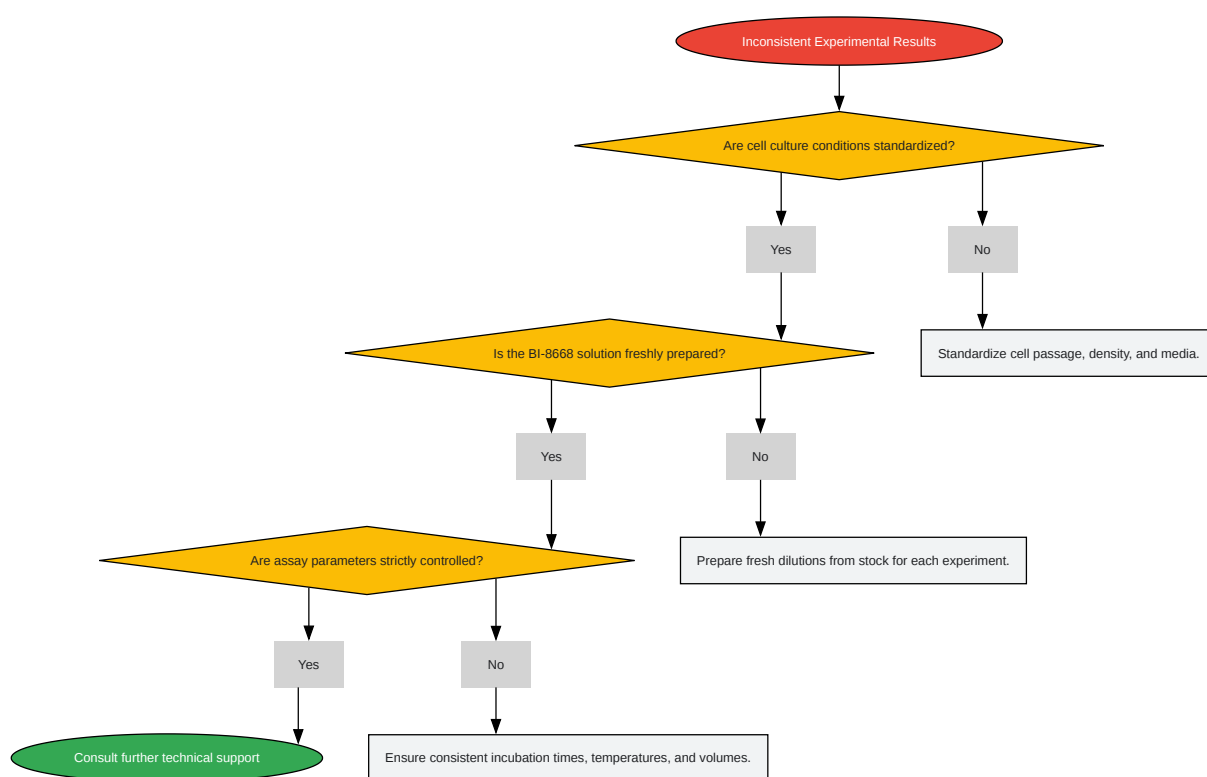 Inconsistent Experimental Results
Are cell culture conditions standardized?
Yes
No
Is the BI-8668 solution freshly prepared?
Standardize cell passage, density, and media.
Yes
No
Are assay parameters strictly controlled?
Prepare fresh dilutions from stock for each experiment.
Yes
No
Consult further technical support
Ensure consistent incubation times, temperatures, and volumes.